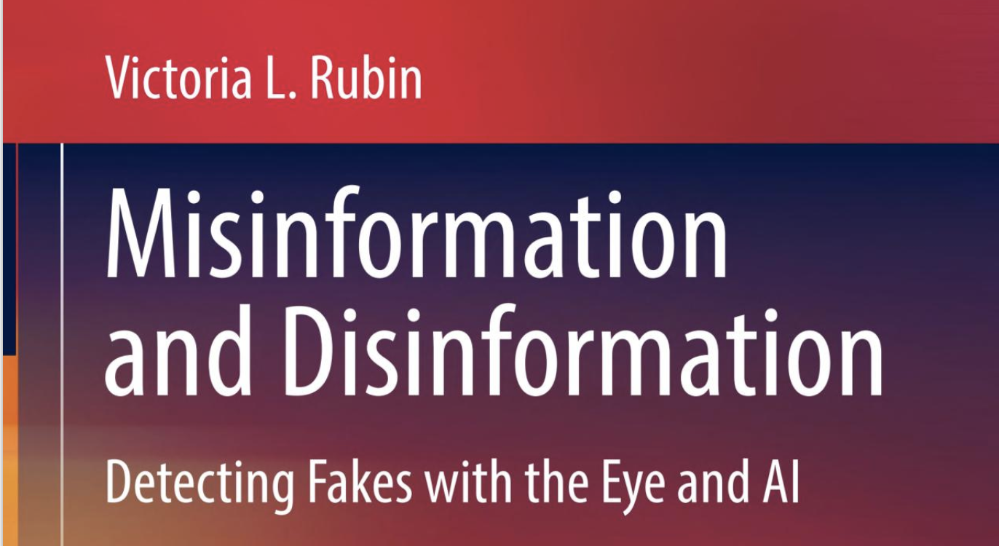 Victoria L. Rubin
Misinformation
and Disinformation
Detecting Fakes with the Eye and AI